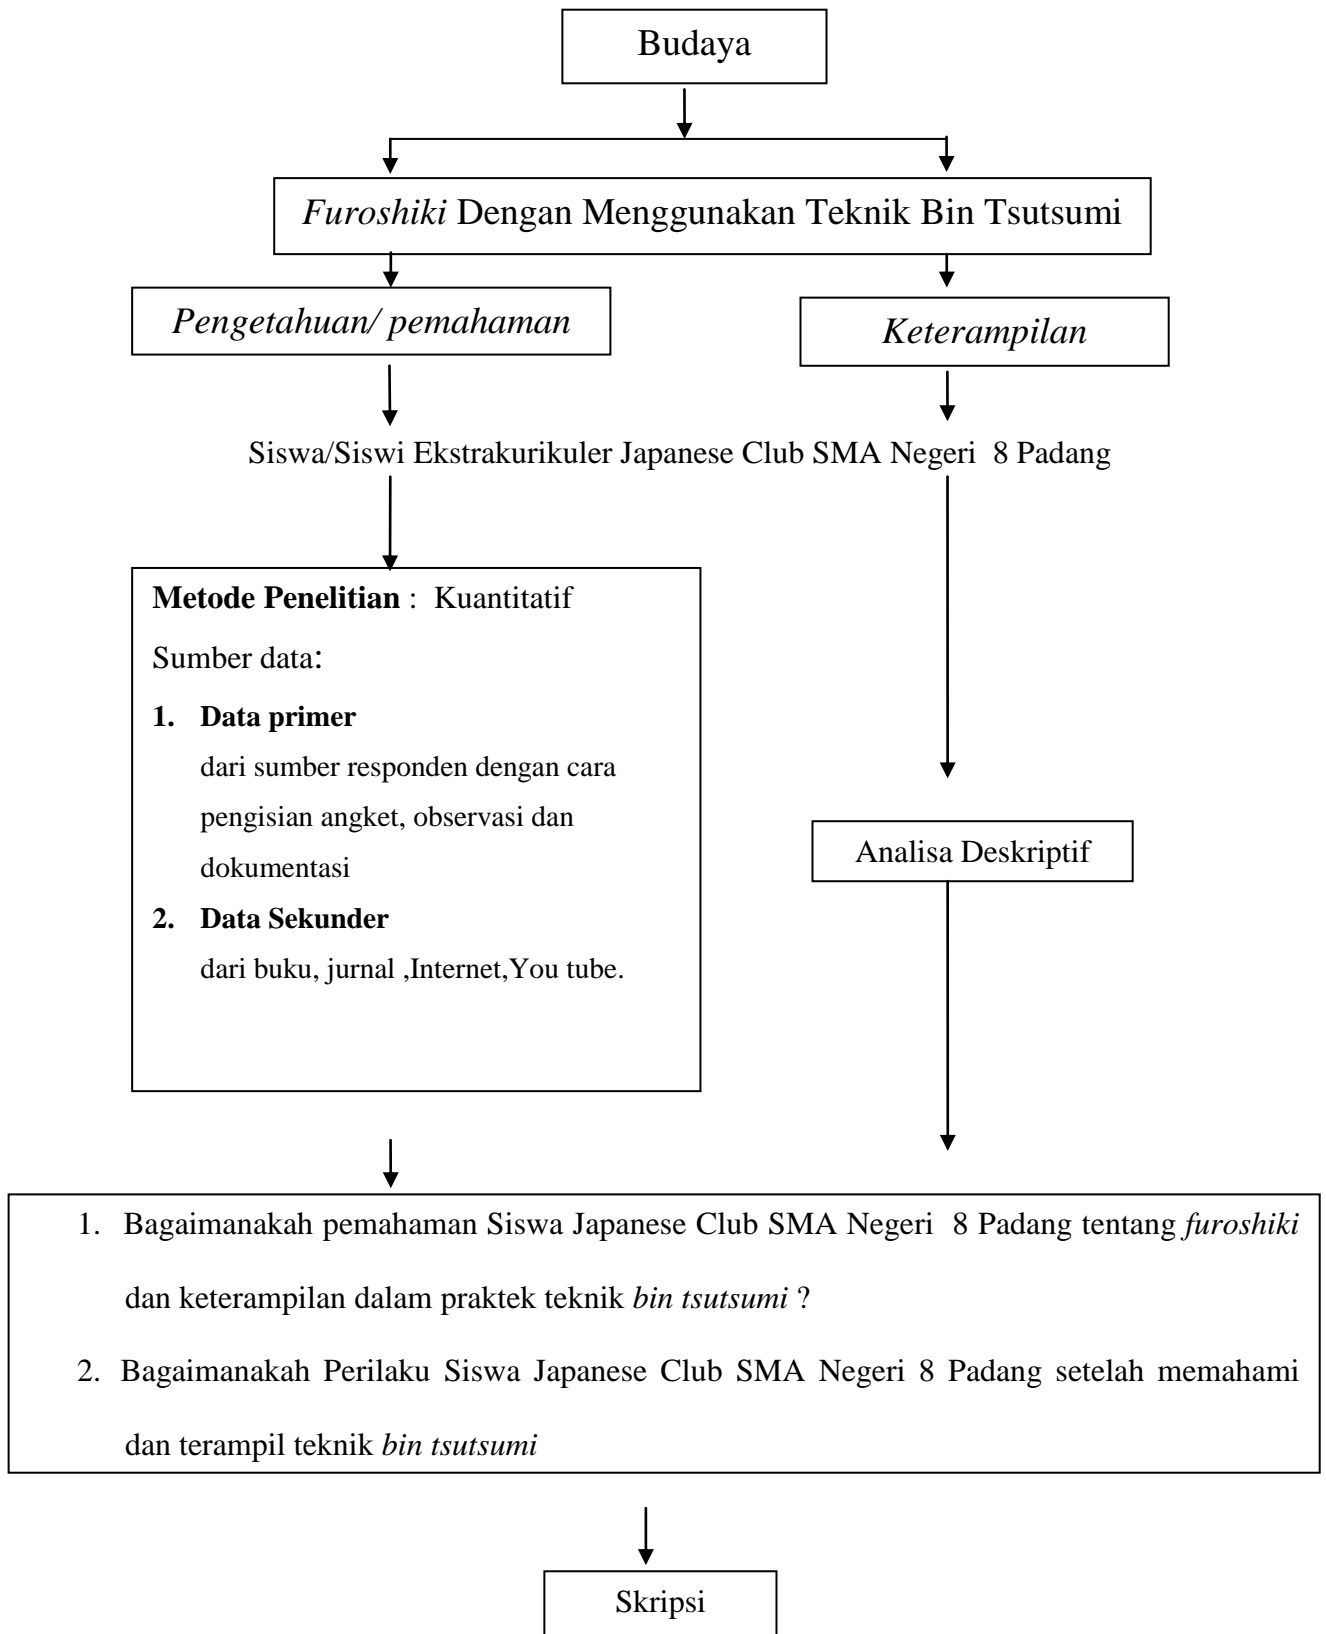 Budaya
Furoshiki Dengan Menggunakan Teknik Bin Tsutsumi
Pengetahuan/ pemahaman
Keterampilan
Siswa/Siswi Ekstrakurikuler Japanese Club SMA Negeri 8 Padang
Metode Penelitian : Kuantitatif
Sumber data:
1. Data primer
dari sumber responden dengan cara
pengisian angket, observasi dan
dokumentasi
2. Data Sekunder
dari buku, jurnal ,Internet,You tube.
Analisa Deskriptif
1. Bagaimanakah pemahaman Siswa Japanese Club SMA Negeri 8 Padang tentang furoshiki
dan keterampilan dalam praktek teknik bin tsutsumi ?
2. Bagaimanakah Perilaku Siswa Japanese Club SMA Negeri 8 Padang setelah memahami
dan terampil teknik bin tsutsumi
Skripsi